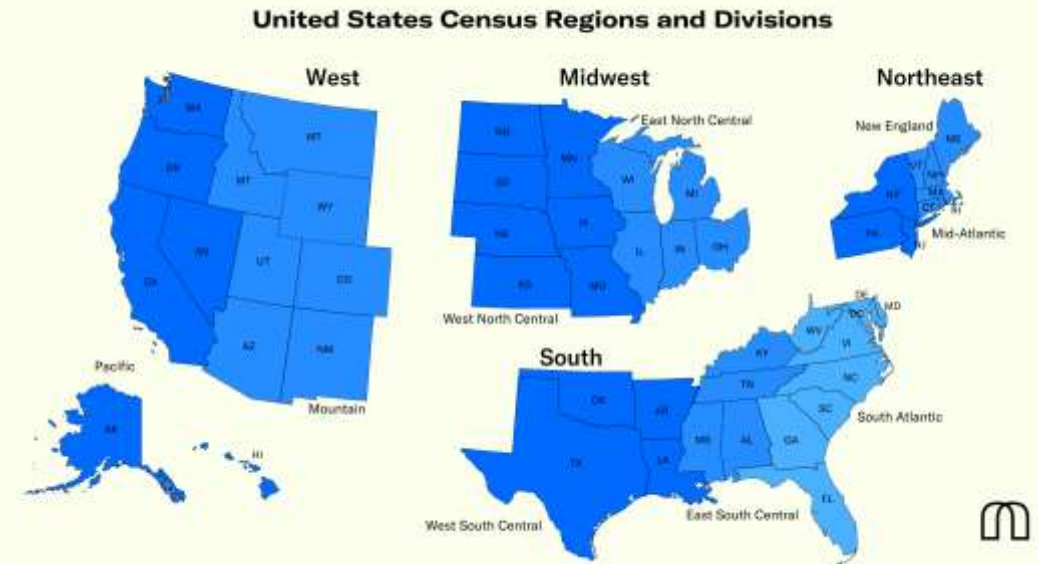 United States Census Regions and Divisions
West
Midwest
Northeast
WA
MT
ND
MN
East North Central
New England
ME
OR
MT
WY
SD
WI
MI
VT
NH
NY
MA
CT
RI
NV
UT
CO
NE
IA
IL
IN
OH
PA
NJ
Mid-Atlantic
CA
KS
MO
AZ
NM
West North Central
DE
MD
DC
WV
VI
Pacific
South
KY
Mountain
TN
NC
OK
AR
SC
South Atlantic
AK
HI
MS
AL
GA
TX
LA
FL
West South Central
East South Central